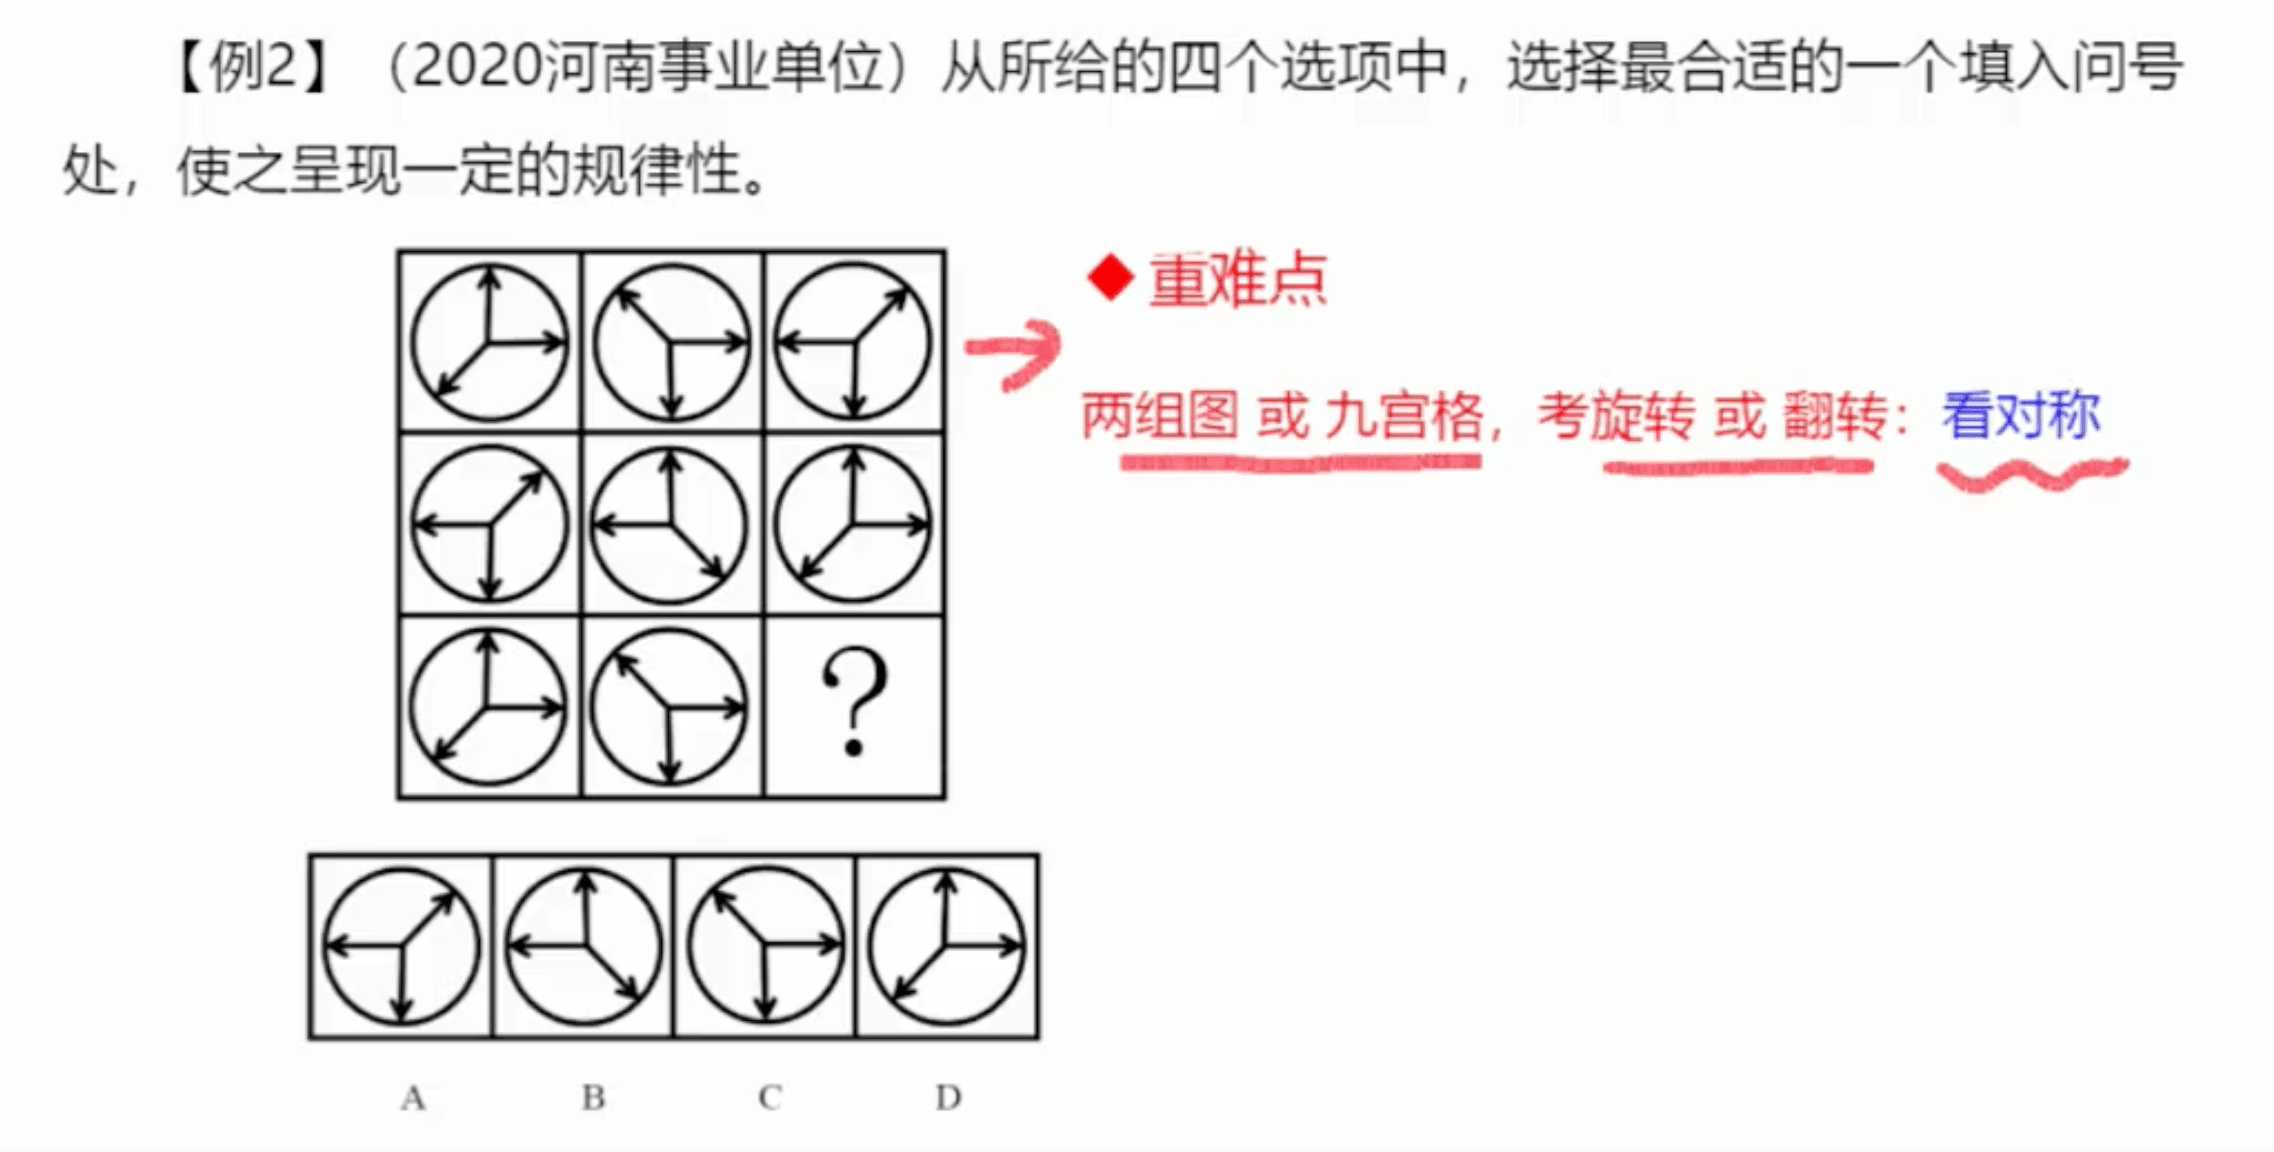 【例2】（2020河南事业单位）从所给的四个选项中，选择最合适的一个填入问号
处，使之呈现一定的规律性。
◆ 重难点
两组图 或 九宫格，考旋转 或 翻转：看对称
?
A B C D